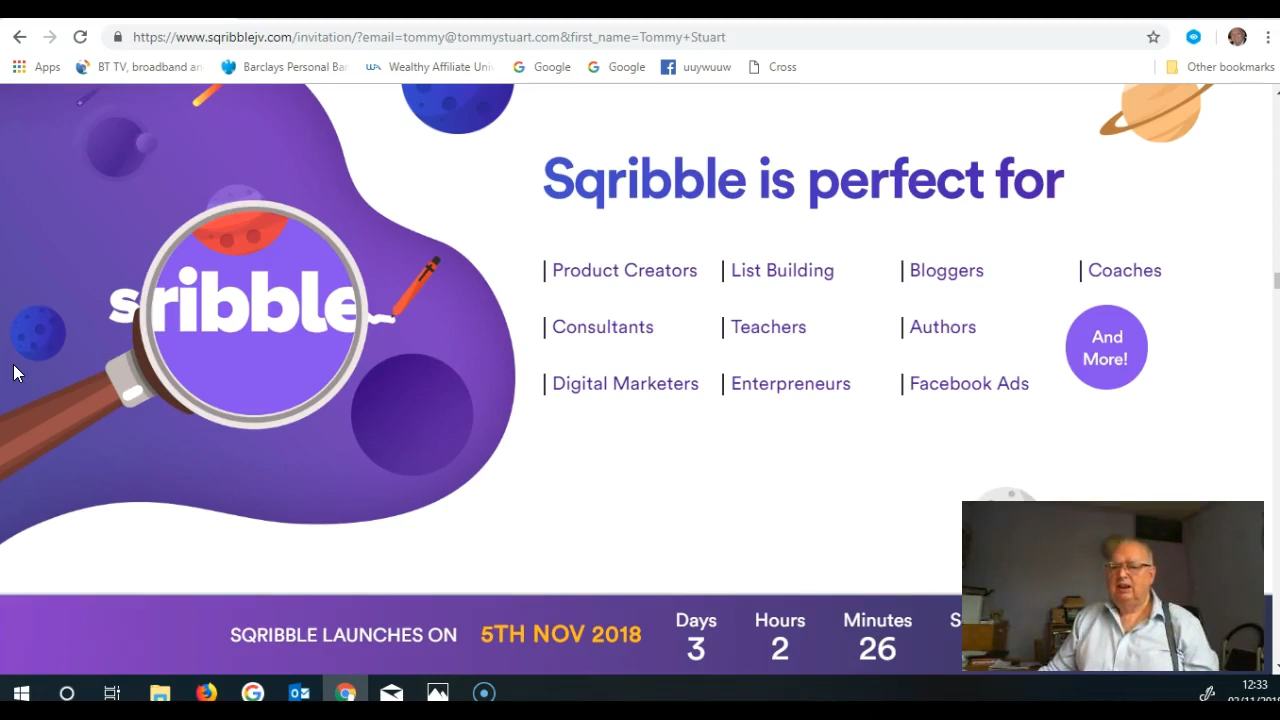 https://www.sqribblejv.com/invitation/?email=tommy@tommystuart.com&first_name=Tommy+Stuart
Apps BT TV, broadband an Barclays Personal Ban Wealthy Affiliate Univ Google Google uuywuuw Cross Other bookmarks
Sqribble is perfect for
sribble
Product Creators List Building Bloggers Coaches
Consultants Teachers Authors
And
More!
Digital Marketers Enterpreneurs Facebook Ads
SQRIBBLE LAUNCHES ON 5TH NOV 2018
Days Hours Minutes S
3 2 26
12:33